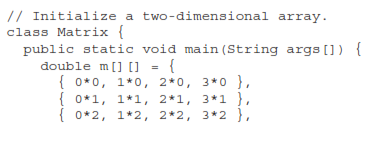 // Initialize a two-dimensional array.
class Matrix {
public static void main(String args[]) {
double m[][] = {
{ 0*0, 1*0, 2*0, 3*0 },
{ 0*1, 1*1, 2*1, 3*1 },
{ 0*2, 1*2, 2*2, 3*2 },